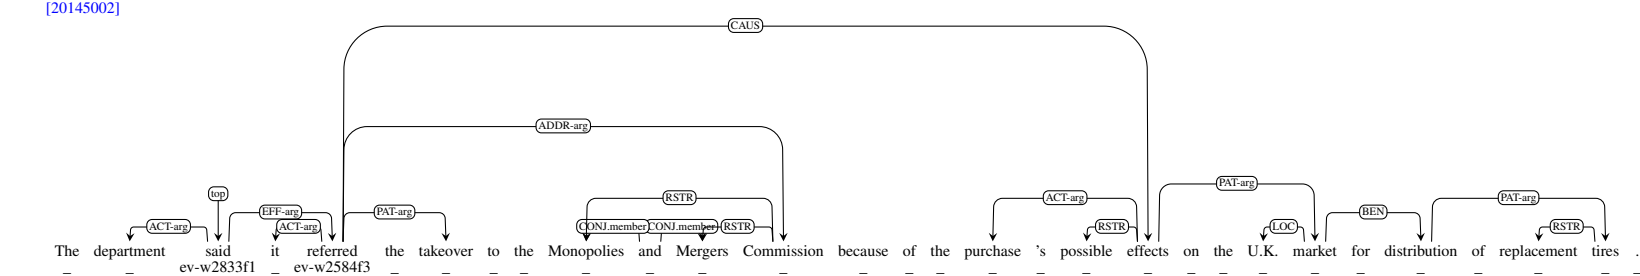 [20145002]
CAUS
ADDR-arg
top
PAT-arg
RSTR ACT-arg PAT-arg
EFF-arg PAT-arg BEN
ACT-arg ACT-arg CONJ.member CONJ.member RSTR RSTR LOC RSTR
The department said it referred the takeover to the Monopolies and Mergers Commission because of the purchase 's possible effects on the U.K. market for distribution of replacement tires .
_ _ ev-w2833f1 _ ev-w2584f3 _ _ _ _ _ _ _ _ _ _ _ _ _ _ _ _ _ _ _ _ _ _ _ _ _